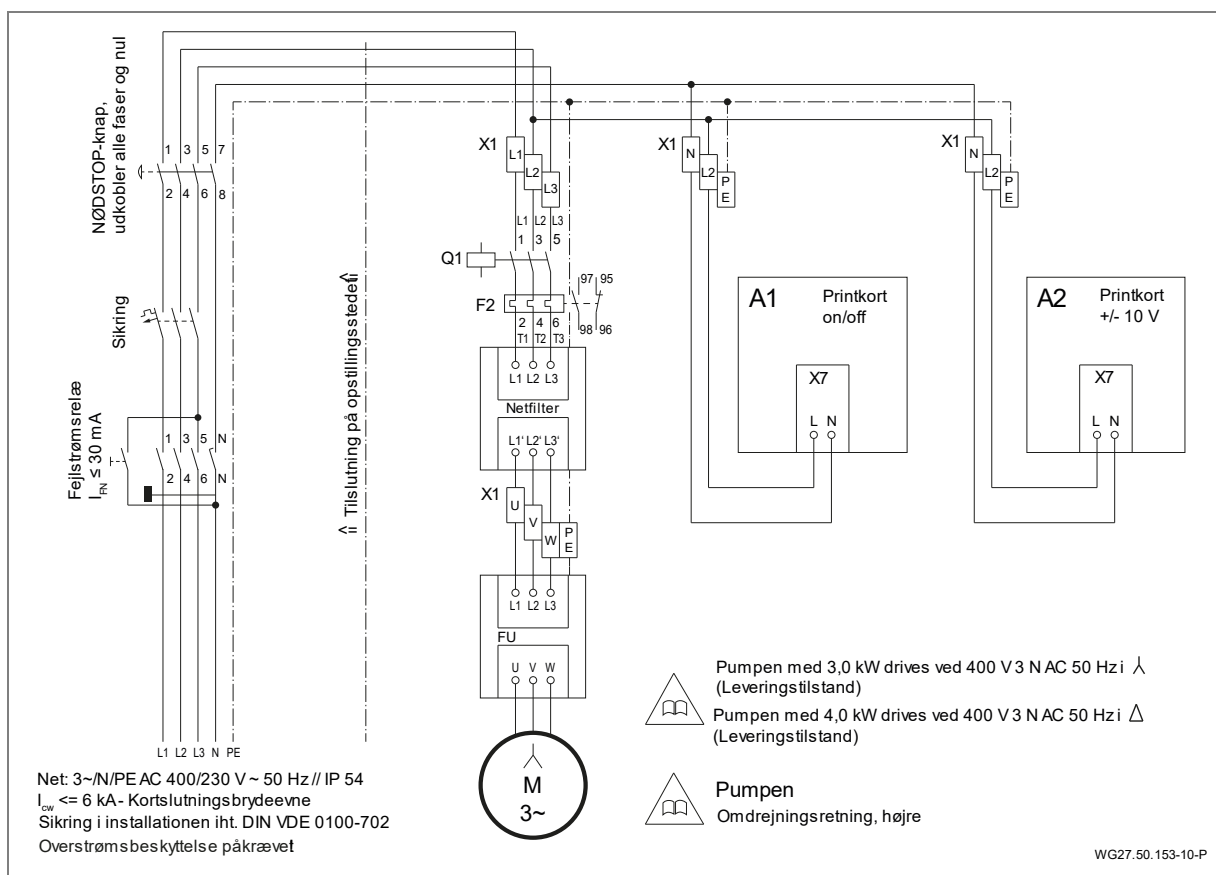 NØDSTOP-knap,
udkobler alle faser og nul
1 3 5 7
2 4 6 8
Sikring
Fejlstrømsrelæ
I_FN ≤ 30 mA
1 3 5 N
2 4 6 N
L1 L2 L3 N PE
Tilslutning på opstillingsstedet
X1
L1
L2
L3
L1 L2 L3
1 3 5
Q1
F2
97 95
98 96
2 4 6
T1 T2 T3
L1 L2 L3
Netfilter
L1' L2' L3'
X1
U
V
W
PE
L1 L2 L3
FU
U V W
M
3~
X1
N
L2
PE
A1 Printkort
on/off
X7
L N
X1
N
L2
PE
A2 Printkort
+/- 10 V
X7
L N
Pumpen med 3,0 kW drives ved 400 V 3 N AC 50 Hz i
(Leveringstilstand)
Pumpen med 4,0 kW drives ved 400 V 3 N AC 50 Hz i Δ
(Leveringstilstand)
Pumpen
Omdrejningsretning, højre
Net: 3~/N/PE AC 400/230 V ~ 50 Hz // IP 54
I_cw <= 6 kA - Kortslutningsbrydeevne
Sikring i installationen iht. DIN VDE 0100-702
Overstrømsbeskyttelse påkrævet
WG27.50.153-10-P